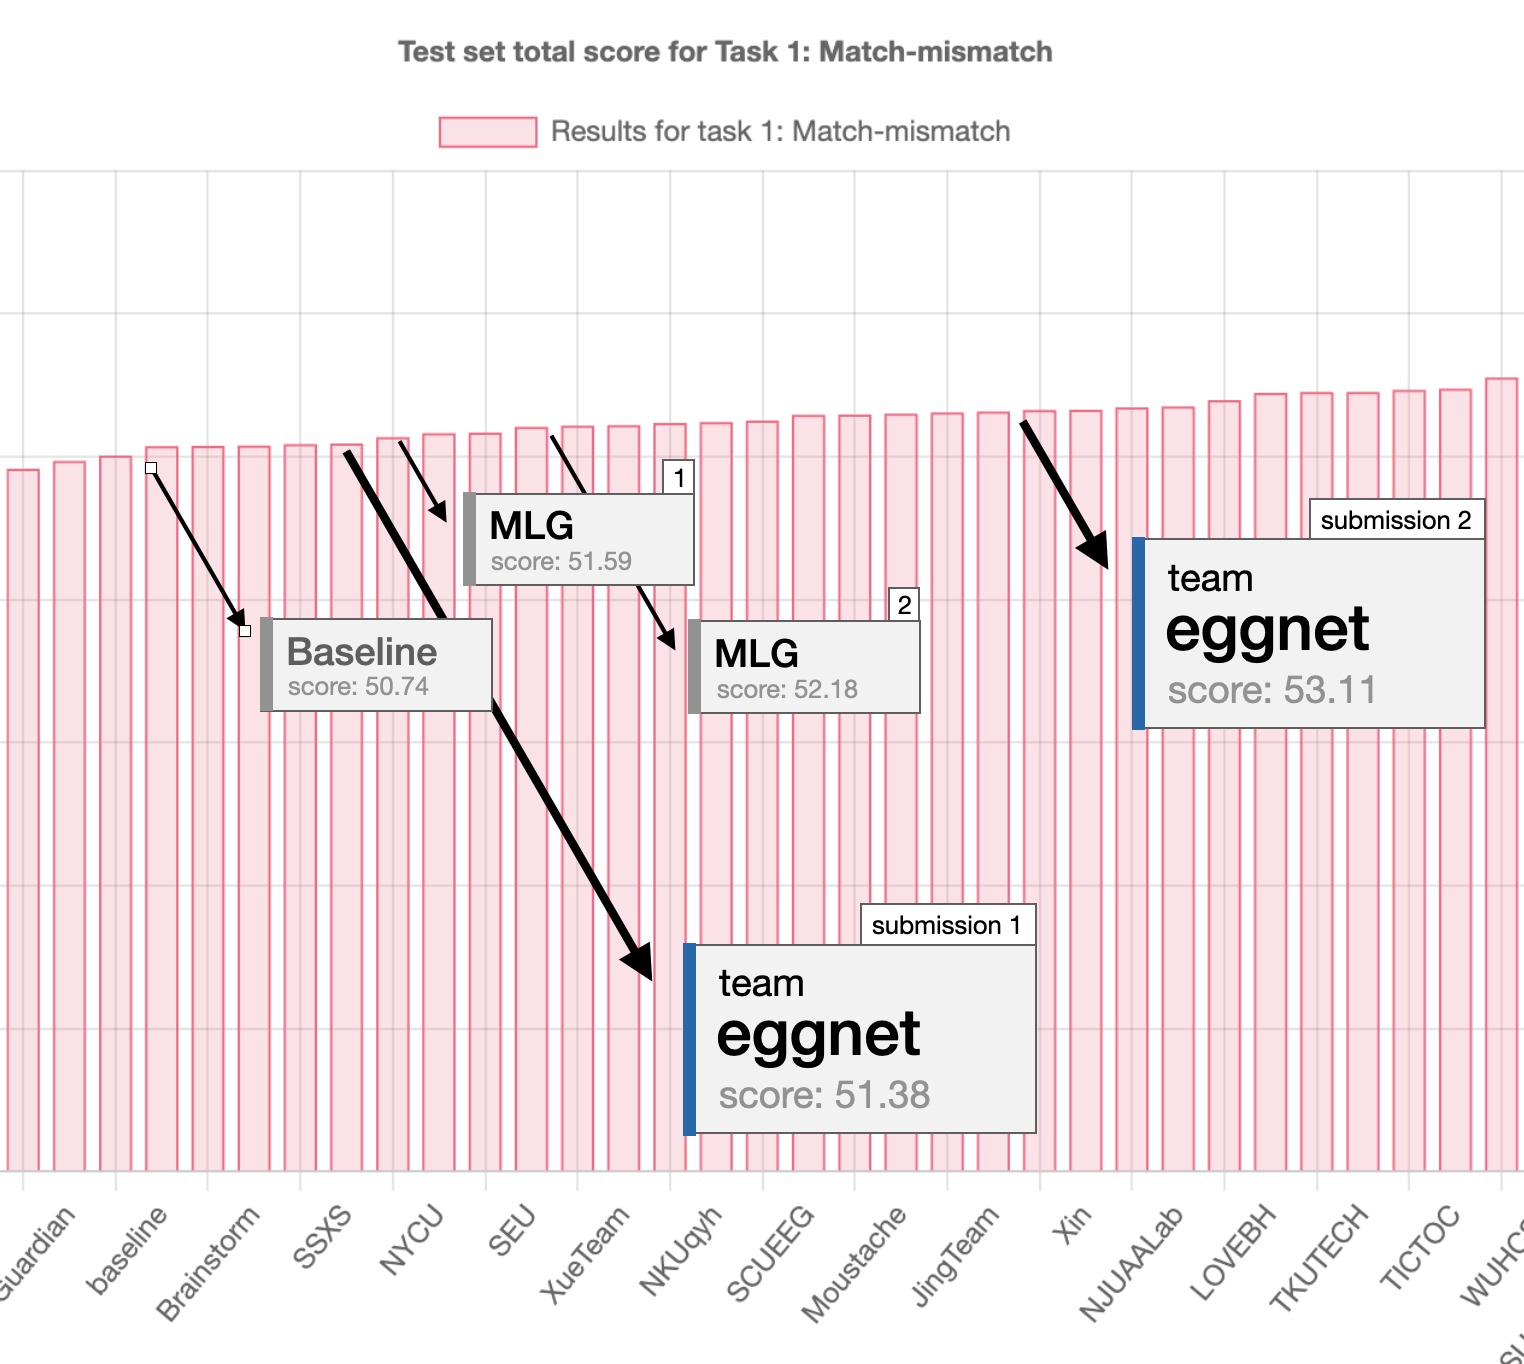 Test set total score for Task 1: Match-mismatch
Results for task 1: Match-mismatch
1
MLG
score: 51.59
submission 2
team
eggnet
score: 53.11
2
MLG
score: 52.18
Baseline
score: 50.74
submission 1
team
eggnet
score: 51.38
Guardian
baseline
Brainstorm
SSXS
NYCU
SEU
XueTeam
NKUqyh
SCUEEG
Moustache
JingTeam
Xin
NJUAALab
LOVEBH
TKUTECH
TICTOC